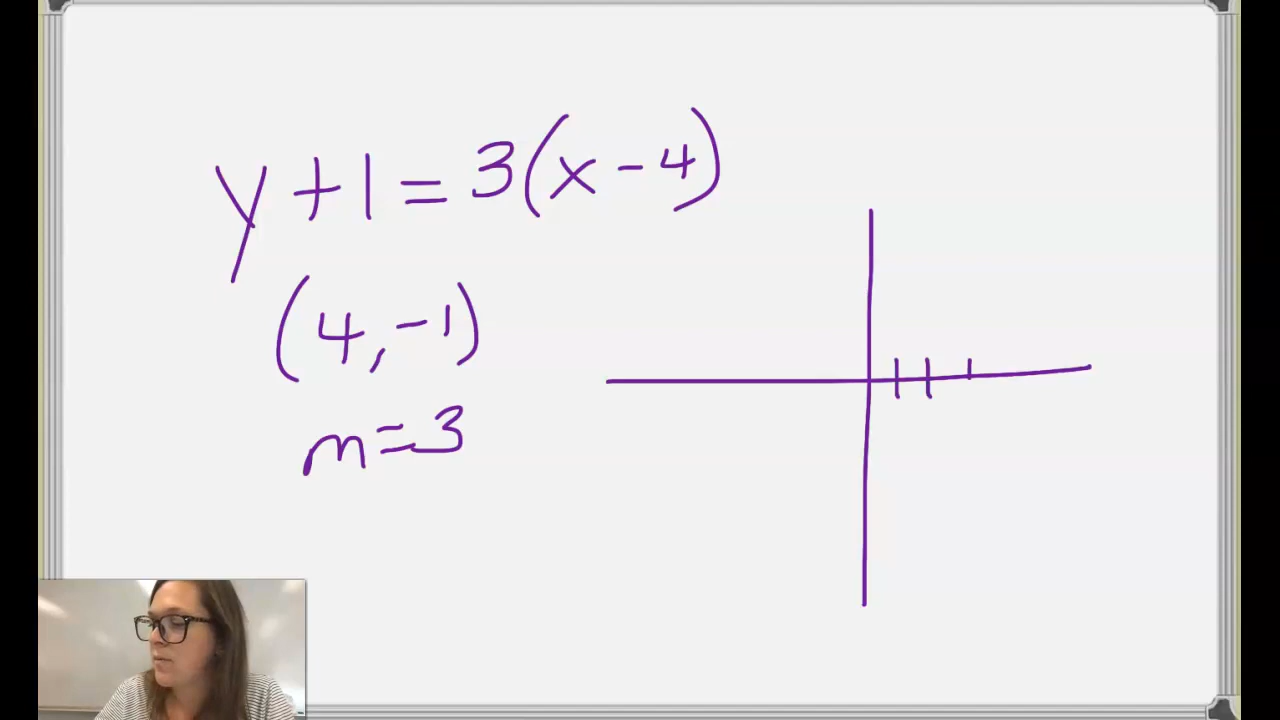 y + 1 = 3(x - 4)
(4, -1)
m = 3